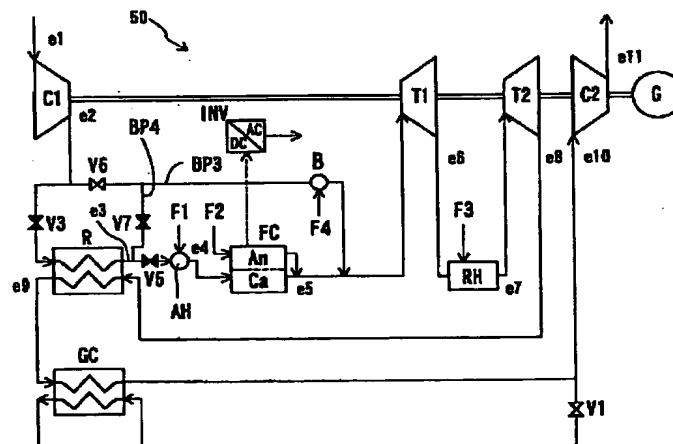 50
e1
eT1
C1
T1
T2
C2
G
e2
INV
AC
DC
BP4
BP3
B
e6
e8
e10
V6
V3
e3
V7
F1
F2
F4
F3
R
FC
e4
An
Ca
V5
e5
RH
e7
e9
AH
GC
V1